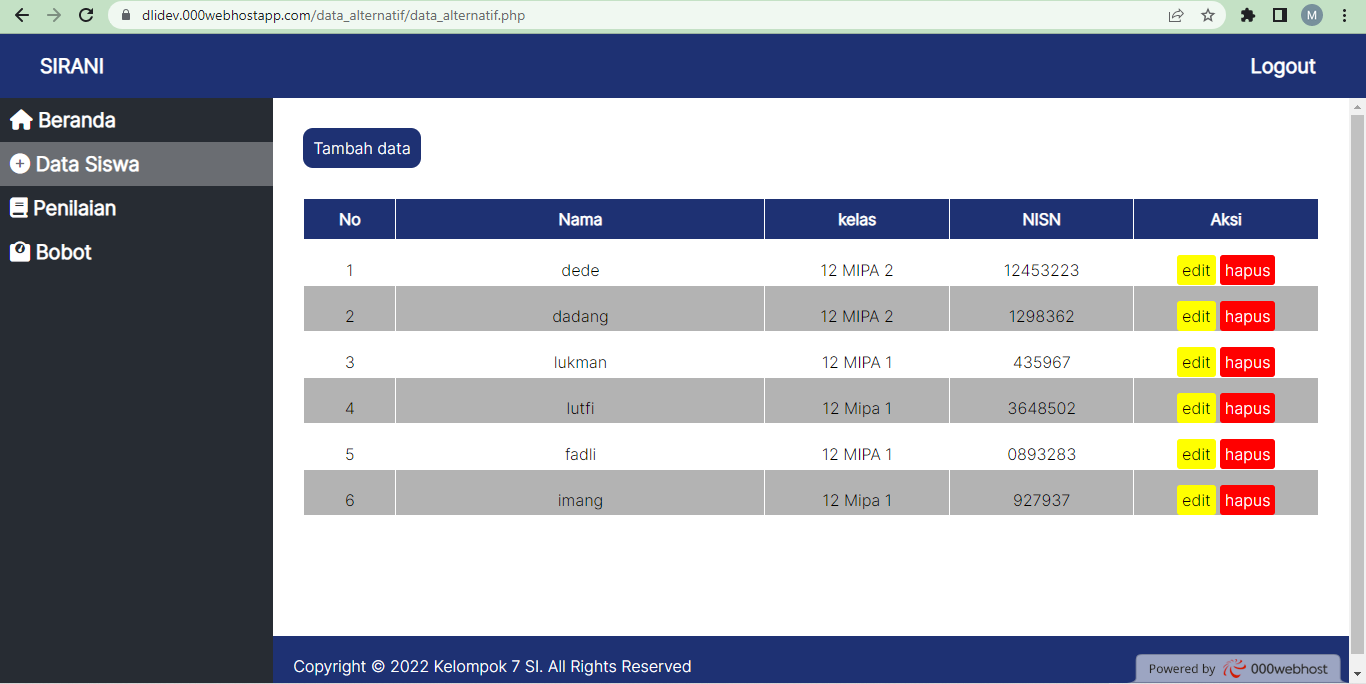 dlidev.000webhostapp.com/data_alternatif/data_alternatif.php
M
SIRANI
Logout
Beranda
Data Siswa
Penilaian
Bobot
Tambah data
No Nama kelas NISN Aksi
1 dede 12 MIPA 2 12453223 edit hapus
2 dadang 12 MIPA 2 1298362 edit hapus
3 lukman 12 MIPA 1 435967 edit hapus
4 lutfi 12 Mipa 1 3648502 edit hapus
5 fadli 12 MIPA 1 0893283 edit hapus
6 imang 12 Mipa 1 927937 edit hapus
Copyright © 2022 Kelompok 7 SI. All Rights Reserved
Powered by 000webhost